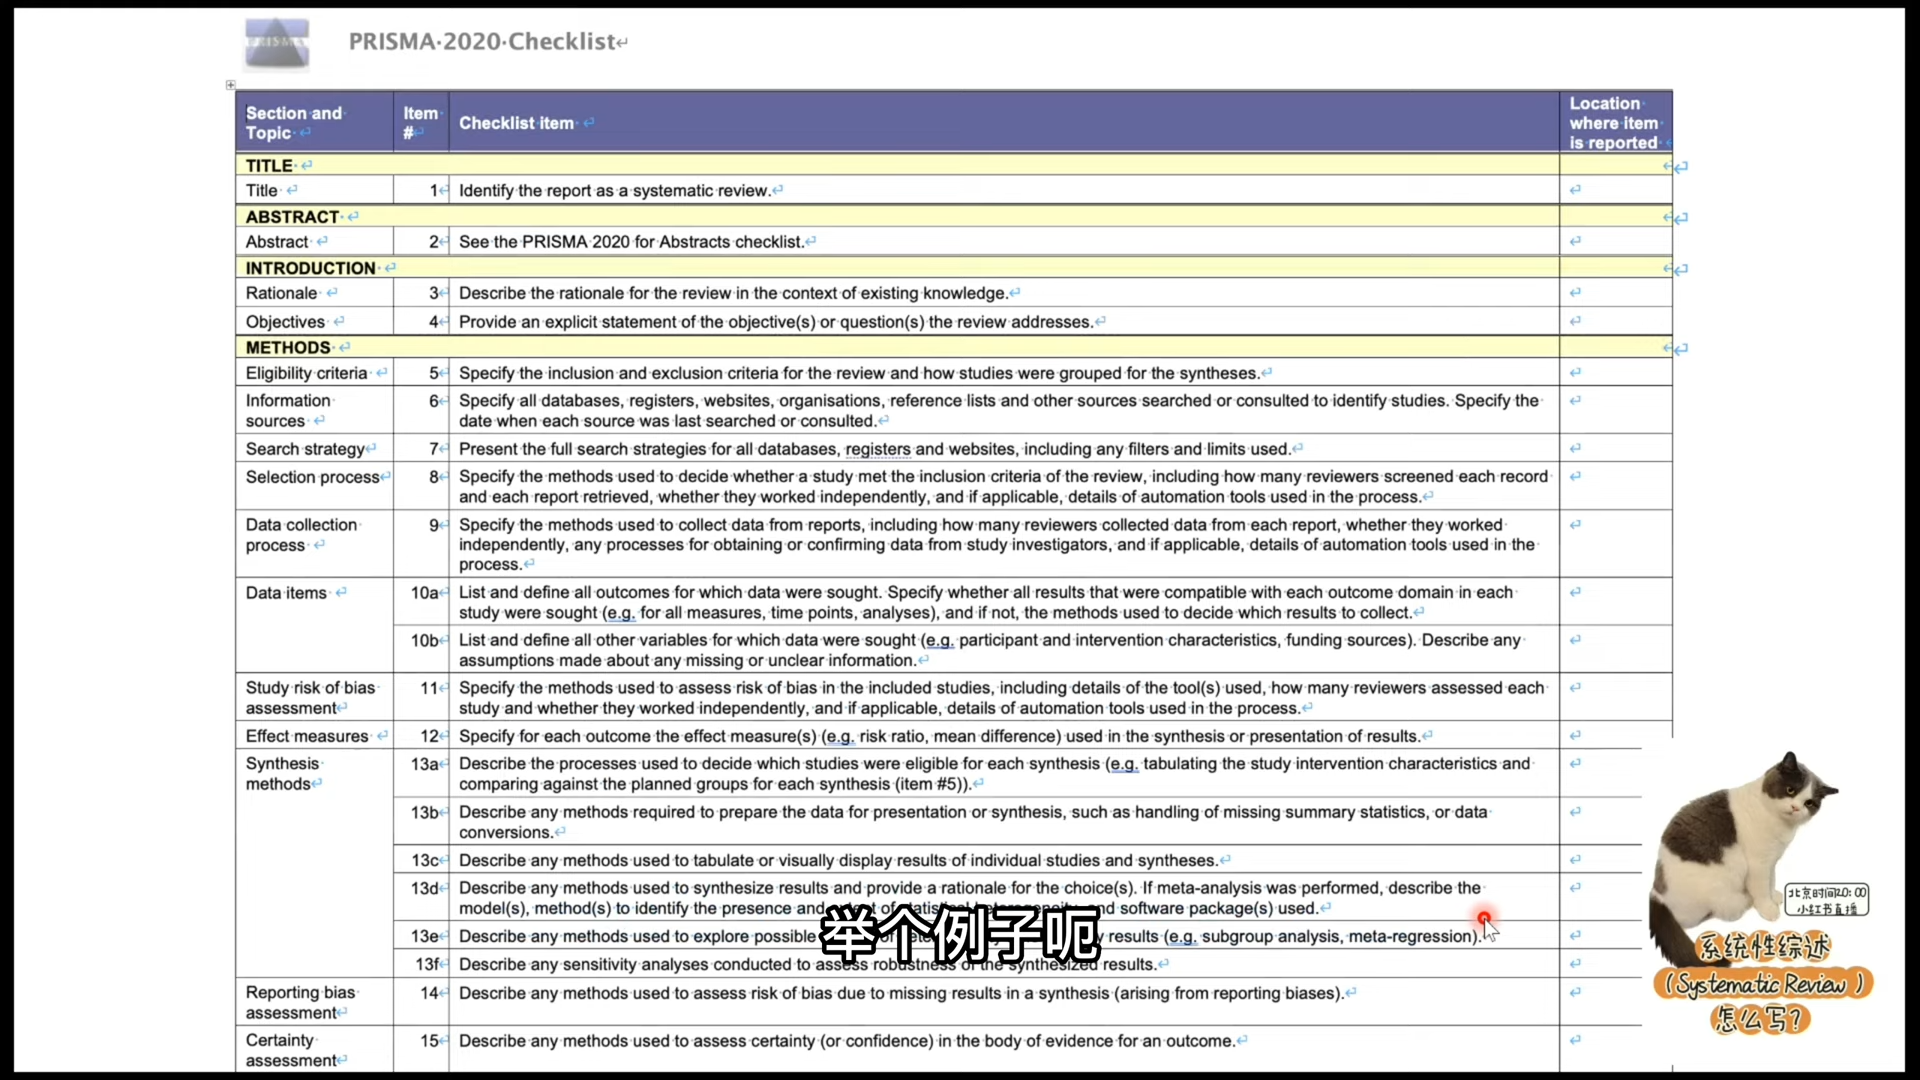 PRISMA
PRISMA 2020 Checklist
Section and Topic
Item #
Checklist item
Location where item is reported
TITLE
Title
1
Identify the report as a systematic review.
ABSTRACT
Abstract
2
See the PRISMA 2020 for Abstracts checklist.
INTRODUCTION
Rationale
3
Describe the rationale for the review in the context of existing knowledge.
Objectives
4
Provide an explicit statement of the objective(s) or question(s) the review addresses.
METHODS
Eligibility criteria
5
Specify the inclusion and exclusion criteria for the review and how studies were grouped for the syntheses.
Information
sources
6
Specify all databases, registers, websites, organisations, reference lists and other sources searched or consulted to identify studies. Specify the
date when each source was last searched or consulted.
Search strategy
7
Present the full search strategies for all databases, registers and websites, including any filters and limits used.
Selection process
8
Specify the methods used to decide whether a study met the inclusion criteria of the review, including how many reviewers screened each record
and each report retrieved, whether they worked independently, and if applicable, details of automation tools used in the process.
Data collection
process
9
Specify the methods used to collect data from reports, including how many reviewers collected data from each report, whether they worked
independently, any processes for obtaining or confirming data from study investigators, and if applicable, details of automation tools used in the
process.
Data items
10a
List and define all outcomes for which data were sought. Specify whether all results that were compatible with each outcome domain in each
study were sought (e.g. for all measures, time points, analyses), and if not, the methods used to decide which results to collect.
10b
List and define all other variables for which data were sought (e.g. participant and intervention characteristics, funding sources). Describe any
assumptions made about any missing or unclear information.
Study risk of bias
assessment
11
Specify the methods used to assess risk of bias in the included studies, including details of the tool(s) used, how many reviewers assessed each
study and whether they worked independently, and if applicable, details of automation tools used in the process.
Effect measures
12
Specify for each outcome the effect measure(s) (e.g. risk ratio, mean difference) used in the synthesis or presentation of results.
Synthesis
methods
13a
Describe the processes used to decide which studies were eligible for each synthesis (e.g. tabulating the study intervention characteristics and
comparing against the planned groups for each synthesis (item #5)).
13b
Describe any methods required to prepare the data for presentation or synthesis, such as handling of missing summary statistics, or data
conversions.
13c
Describe any methods used to tabulate or visually display results of individual studies and syntheses.
13d
Describe any methods used to synthesize results and provide a rationale for the choice(s). If meta-analysis was performed, describe the
model(s), method(s) to identify the presence and software package(s) used.
13e
Describe any methods used to explore possible results (e.g. subgroup analysis, meta-regression).
13f
Describe any sensitivity analyses conducted to assess robustness of the synthesized results.
Reporting bias
assessment
14
Describe any methods used to assess risk of bias due to missing results in a synthesis (arising from reporting biases).
Certainty
assessment
15
Describe any methods used to assess certainty (or confidence) in the body of evidence for an outcome.
举个例子呃
北京时间20:00
小红书直播
系统性综述
(Systematic Review)
怎么写?